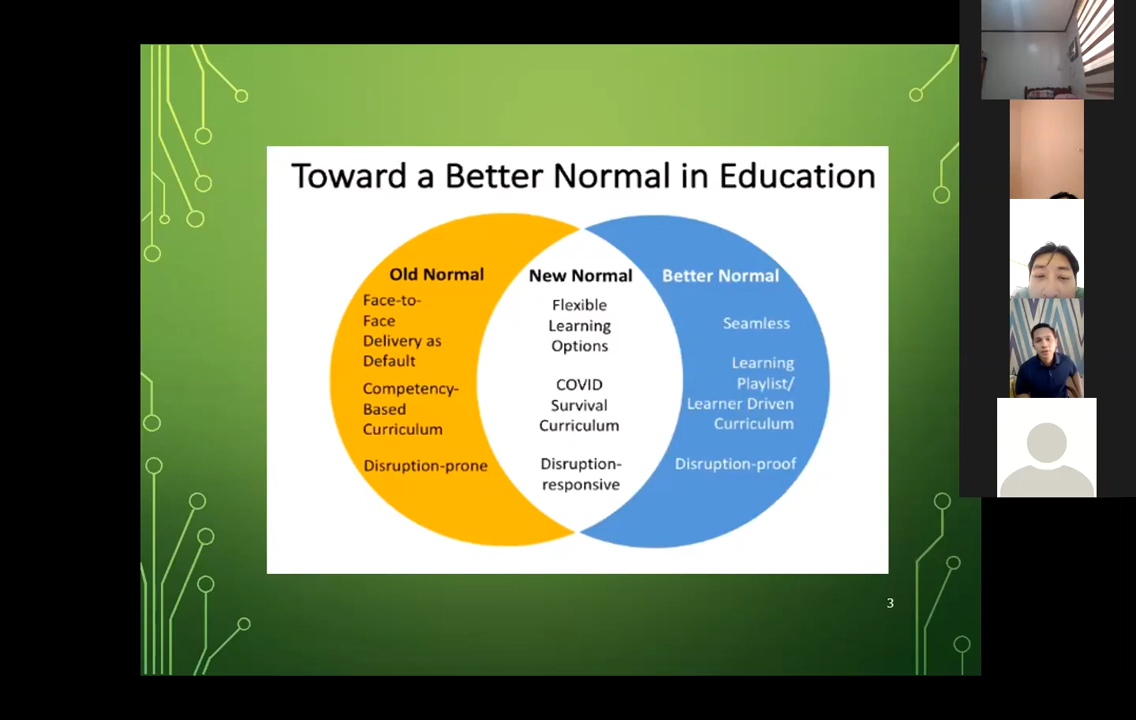 Toward a Better Normal in Education
Old Normal
Face-to-
Face
Delivery as
Default
Competency-
Based
Curriculum
Disruption-prone
New Normal
Flexible
Learning
Options
COVID
Survival
Curriculum
Disruption-
responsive
Better Normal
Seamless
Learning
Playlist/
Learner Driven
Curriculum
Disruption-proof
3